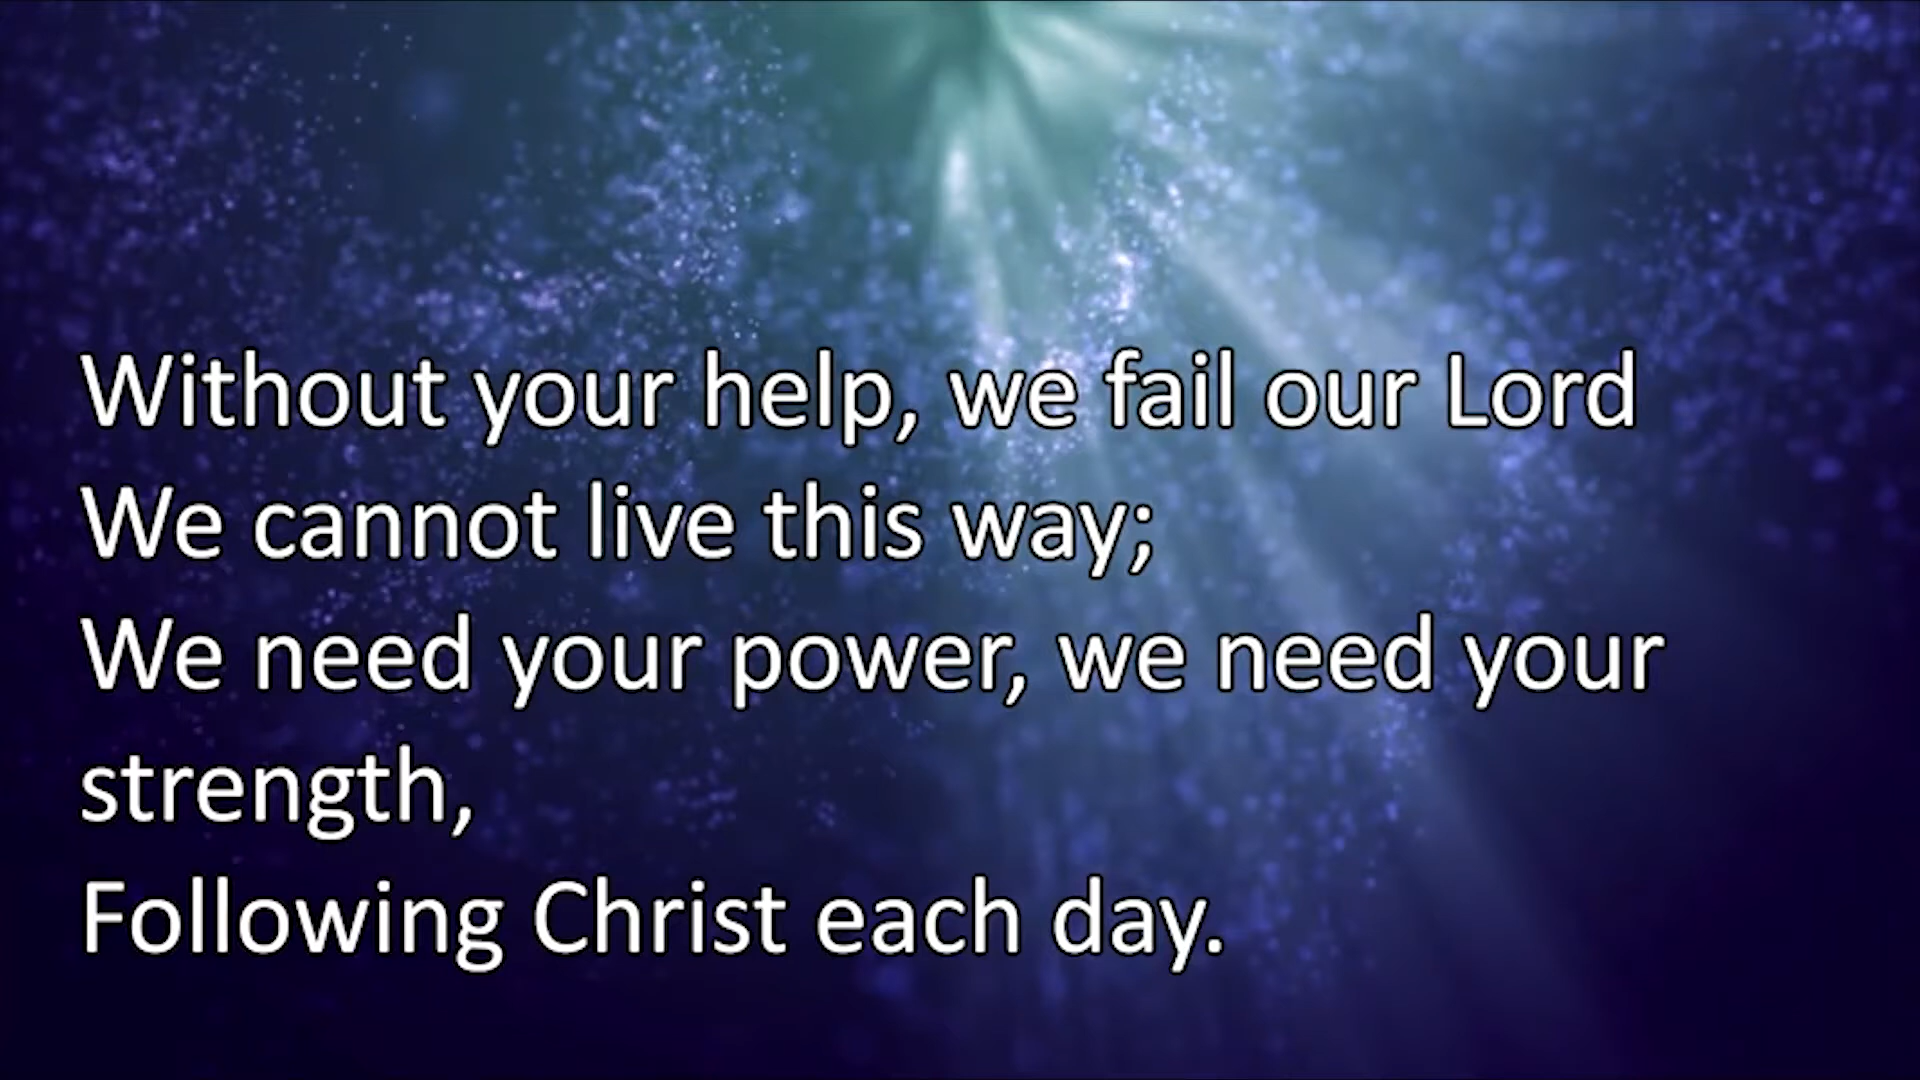 Without your help, we fail our Lord
We cannot live this way;
We need your power, we need your
strength,
Following Christ each day.